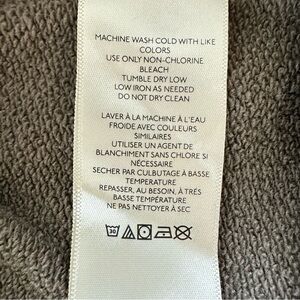 MACHINE WASH COLD WITH LIKE
COLORS
USE ONLY NON-CHLORINE
BLEACH
TUMBLE DRY LOW
LOW IRON AS NEEDED
DO NOT DRY CLEAN
LAVER À LA MACHINE À L'EAU
FROIDE AVEC COULEURS
SIMILAIRES
UTILISER UN AGENT DE
BLANCHIMENT SANS CHLORE SI
NÉCESSAIRE
SECHER PAR CULBUTAGE À BASSE
TEMPERATURE
REPASSER, AU BESOIN, À TRÉS
BASSE TEMPÉRATURE
NE PAS NETTOYER À SEC
30